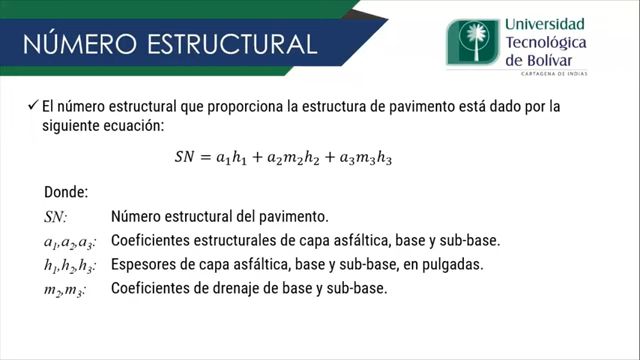 NÚMERO ESTRUCTURAL
Universidad
Tecnológica
de Bolívar
CARTAGENA DE INDIAS
✓ El número estructural que proporciona la estructura de pavimento está dado por la
siguiente ecuación:
SN = a₁h₁ + a₂m₂h₂ + a₃m₃h₃
Donde:
SN: Número estructural del pavimento.
a₁,a₂,a₃: Coeficientes estructurales de capa asfáltica, base y sub-base.
h₁,h₂,h₃: Espesores de capa asfáltica, base y sub-base, en pulgadas.
m₂,m₃: Coeficientes de drenaje de base y sub-base.